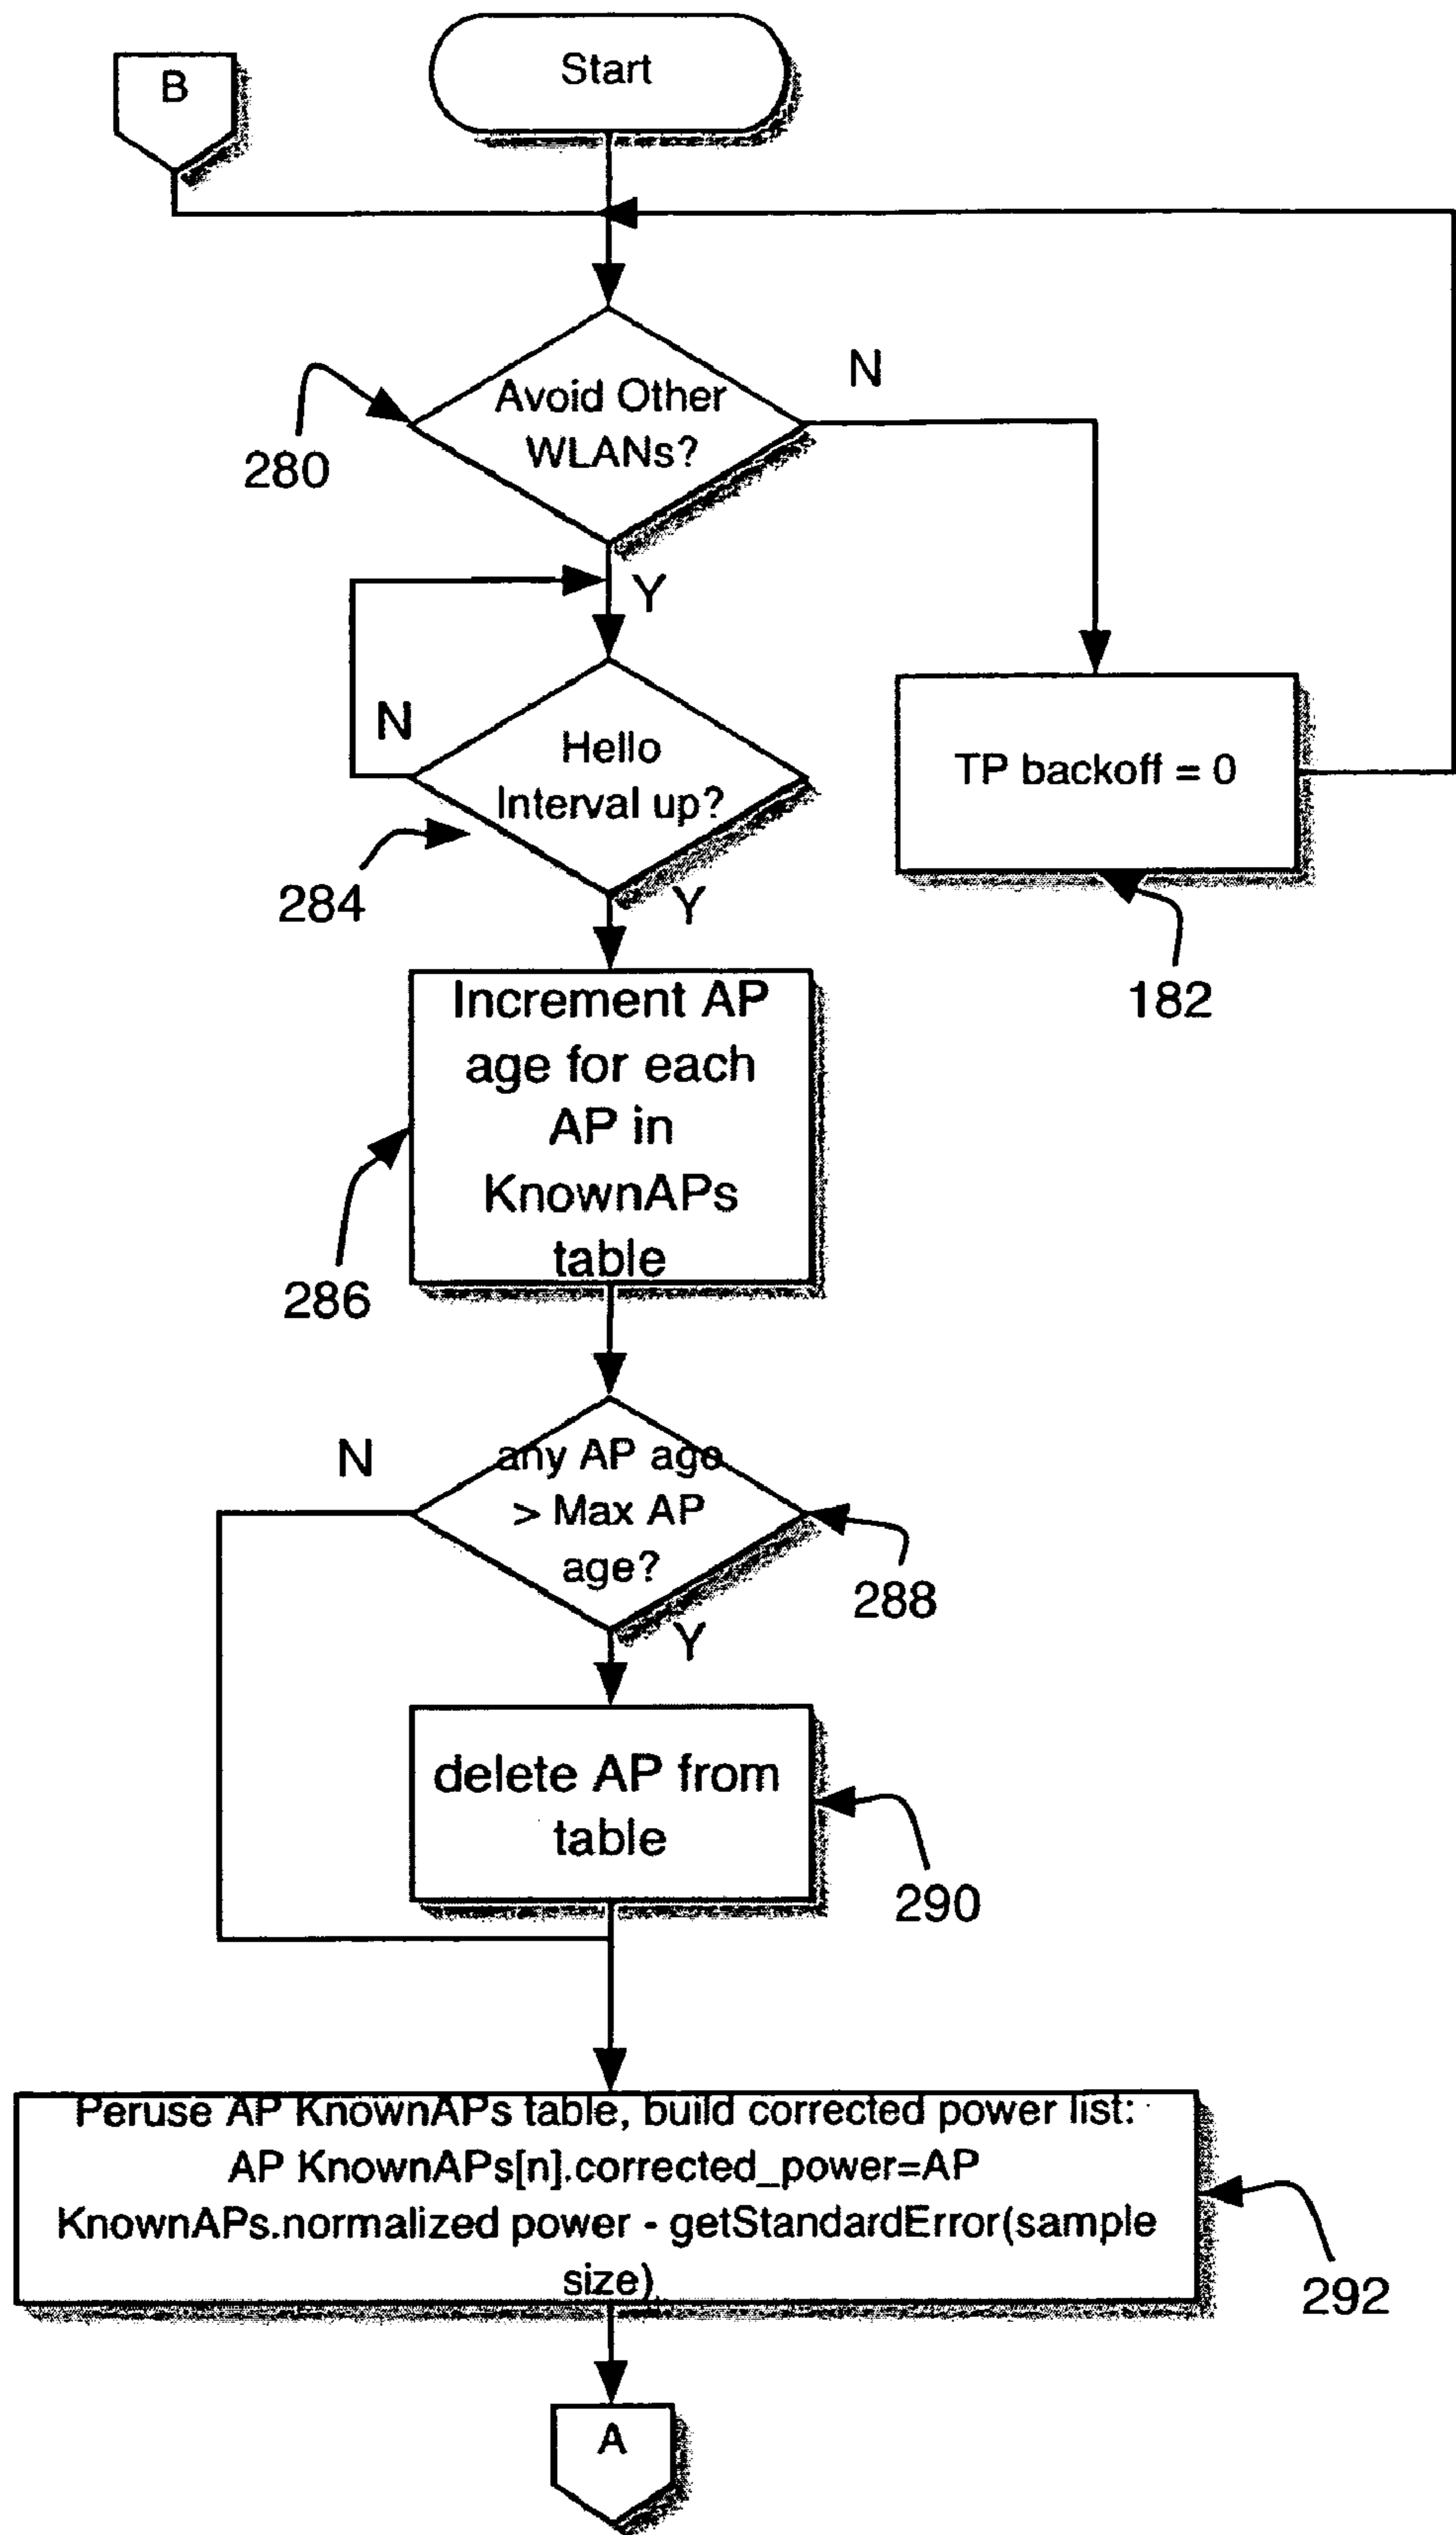 B
Start
Avoid Other
WLANs?
N
280
Y
N
Hello
Interval up?
TP backoff = 0
284
Y
182
Increment AP
age for each
AP in
KnownAPs
table
286
N
any AP age
> Max AP
age?
288
Y
delete AP from
table
290
Peruse AP KnownAPs table, build corrected power list:
AP KnownAPs[n].corrected_power=AP
KnownAPs.normalized power - getStandardError(sample
size)
292
A